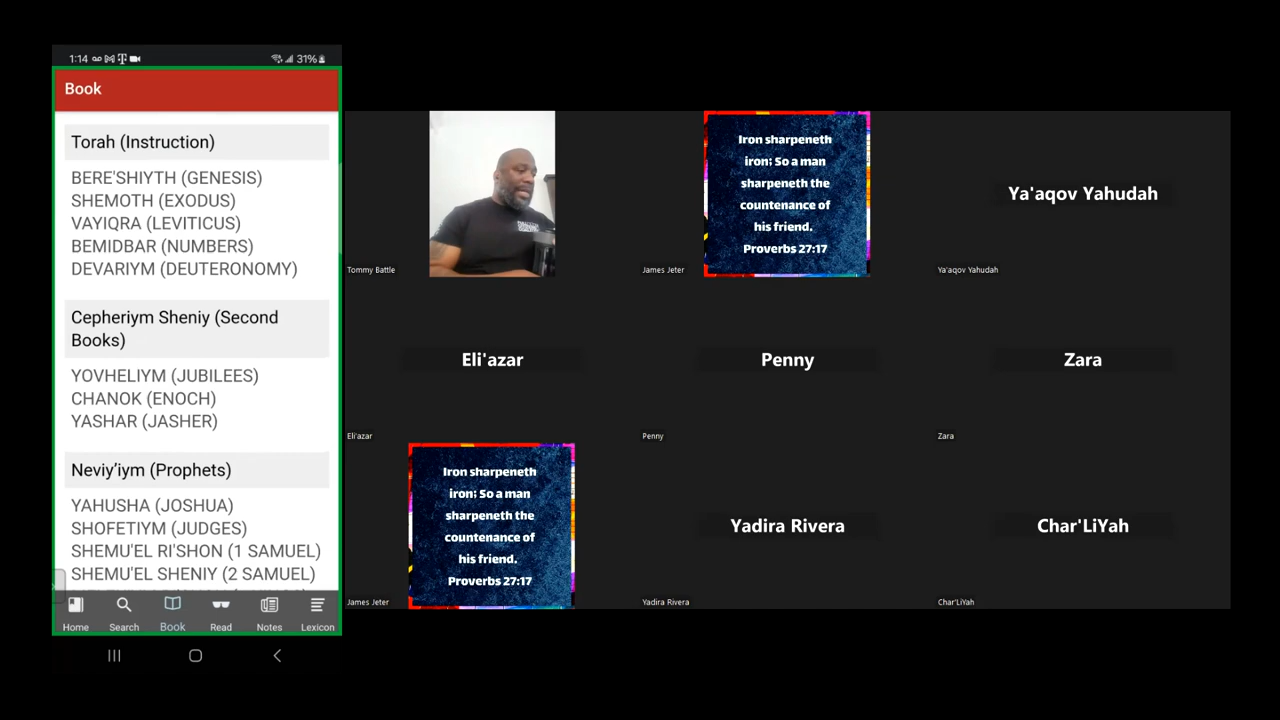 1:14
31%
Book
Torah (Instruction)
BERE'SHIYTH (GENESIS)
SHEMOTH (EXODUS)
VAYIQRA (LEVITICUS)
BEMIDBAR (NUMBERS)
DEVARIYM (DEUTERONOMY)
Cepheriym Sheniy (Second
Books)
YOVHELIYM (JUBILEES)
CHANOK (ENOCH)
YASHAR (JASHER)
Neviy’iym (Prophets)
YAHUSHA (JOSHUA)
SHOFETIYM (JUDGES)
SHEMU'EL RI'SHON (1 SAMUEL)
SHEMU'EL SHENIY (2 SAMUEL)
Home Search Book Read Notes Lexicon
Tommy Battle
Iron sharpeneth
iron; So a man
sharpeneth the
countenance of
his friend.
Proverbs 27:17
James Jeter
Ya'aqov Yahudah
Ya'aqov Yahudah
Eli'azar
Eli'azar
Penny
Penny
Zara
Zara
Iron sharpeneth
iron; So a man
sharpeneth the
countenance of
his friend.
Proverbs 27:17
James Jeter
Yadira Rivera
Yadira Rivera
Char'LiYah
Char'LiYah